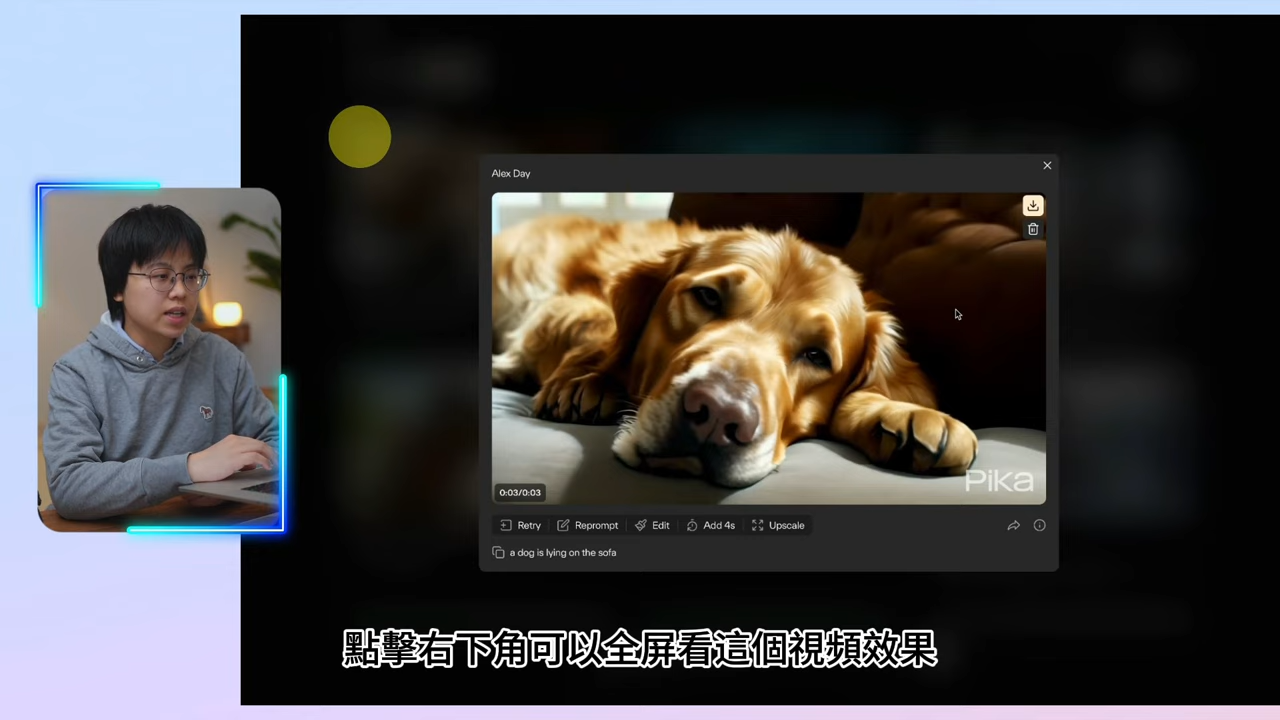 Alex Day
Pika
0:03/0:03
Retry
Reprompt
Edit
Add 4s
Upscale
a dog is lying on the sofa
點擊右下角可以全屏看這個視頻效果